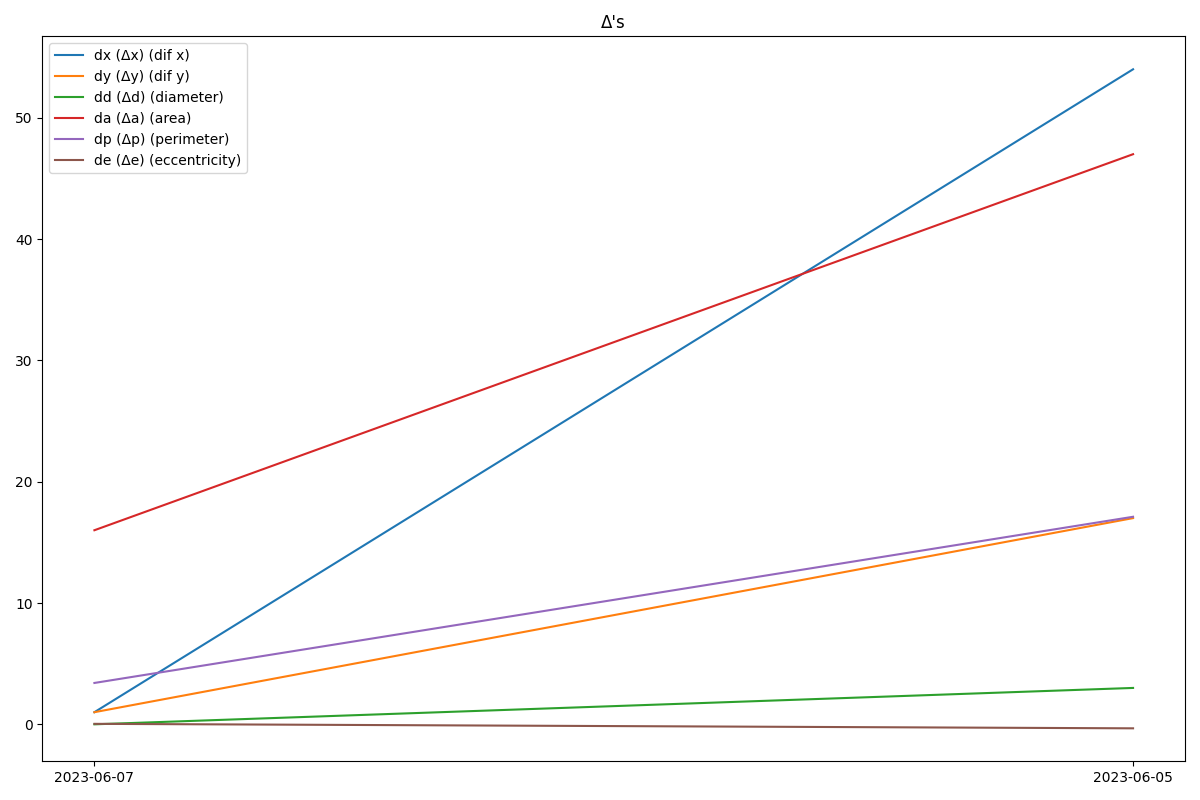 Δ's
dx (Δx) (dif x)
dy (Δy) (dif y)
dd (Δd) (diameter)
da (Δa) (area)
dp (Δp) (perimeter)
de (Δe) (eccentricity)
50
40
30
20
10
0
2023-06-07
2023-06-05